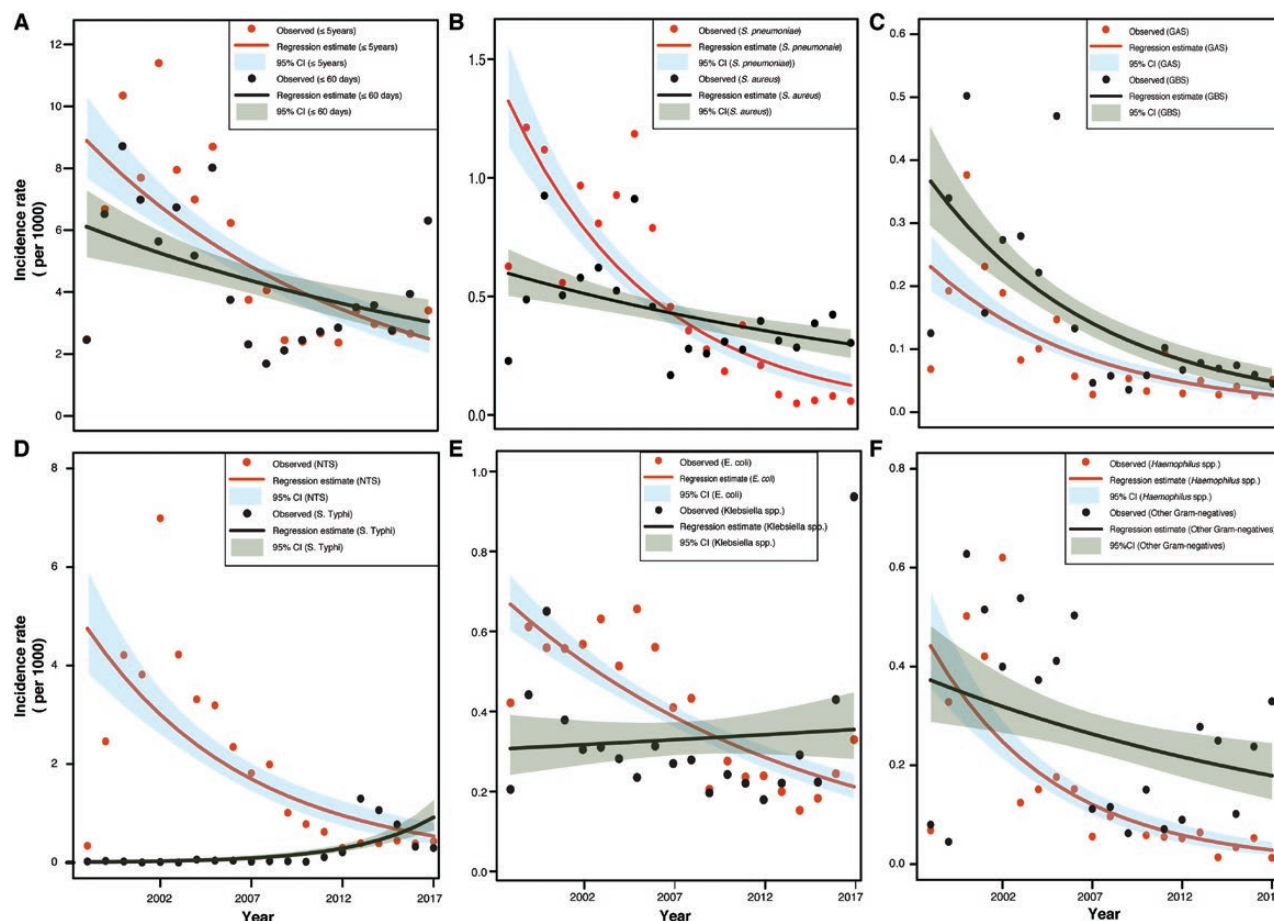 A
Observed (≤ 5years)
Regression estimate (≤ 5years)
95% CI (≤ 5years)
Observed (≤ 60 days)
Regression estimate (≤ 60 days)
95% CI (≤ 60 days)
12
10
8
6
4
2
0
Incidence rate
( per 1000)
B
Observed (S. pneumoniae)
Regression estimate (S. pneumonaie)
95% CI (S. pneumoniae))
Observed (S. aureus)
Regression estimate (S. aureus)
95% CI(S. aureus))
1.5
1.0
0.5
0.0
C
Observed (GAS)
Regression estimate (GAS)
95% CI (GAS)
Observed (GBS)
Regression estimate (GBS)
95% CI (GBS)
0.6
0.5
0.4
0.3
0.2
0.1
0.0
D
Observed (NTS)
Regression estimate (NTS)
95% CI (NTS)
Observed (S. Typhi)
Regression estimate (S. Typhi)
95% CI (S. Typhi)
8
6
4
2
0
Incidence rate
( per 1000)
2002 2007 2012 2017
Year
E
Observed (E. coli)
Regression estimate (E. coli)
95% CI (E. coli)
Observed (Klebsiella spp.)
Regression estimate (Klebsiella spp.)
95% CI (Klebsiella spp.)
1.0
0.8
0.6
0.4
0.2
0.0
2002 2007 2012 2017
Year
F
Observed (Haemophilus spp.)
Regression estimate (Haemophilus spp.)
95% CI (Haemophilus spp.)
Observed (Other Gram-negatives)
Regression estimate (Other Gram-negatives)
95%CI (Other Gram-negatives)
0.8
0.6
0.4
0.2
0.0
2002 2007 2012
Year